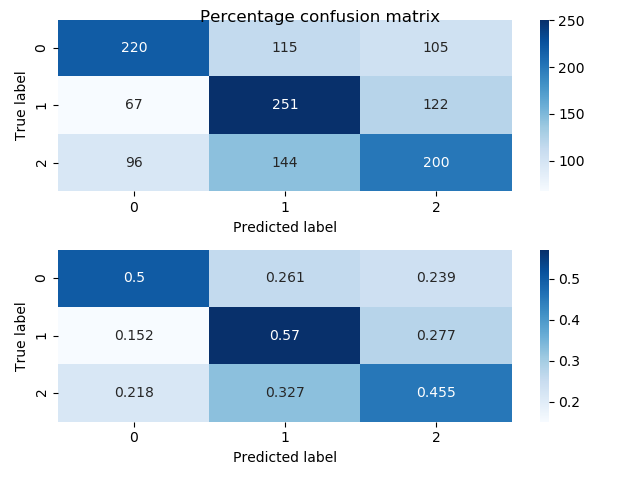 Percentage confusion matrix
True label
0 220 115 105
1 67 251 122
2 96 144 200
0 1 2
Predicted label
250
200
150
100
True label
0 0.5 0.261 0.239
1 0.152 0.57 0.277
2 0.218 0.327 0.455
0 1 2
Predicted label
0.5
0.4
0.3
0.2